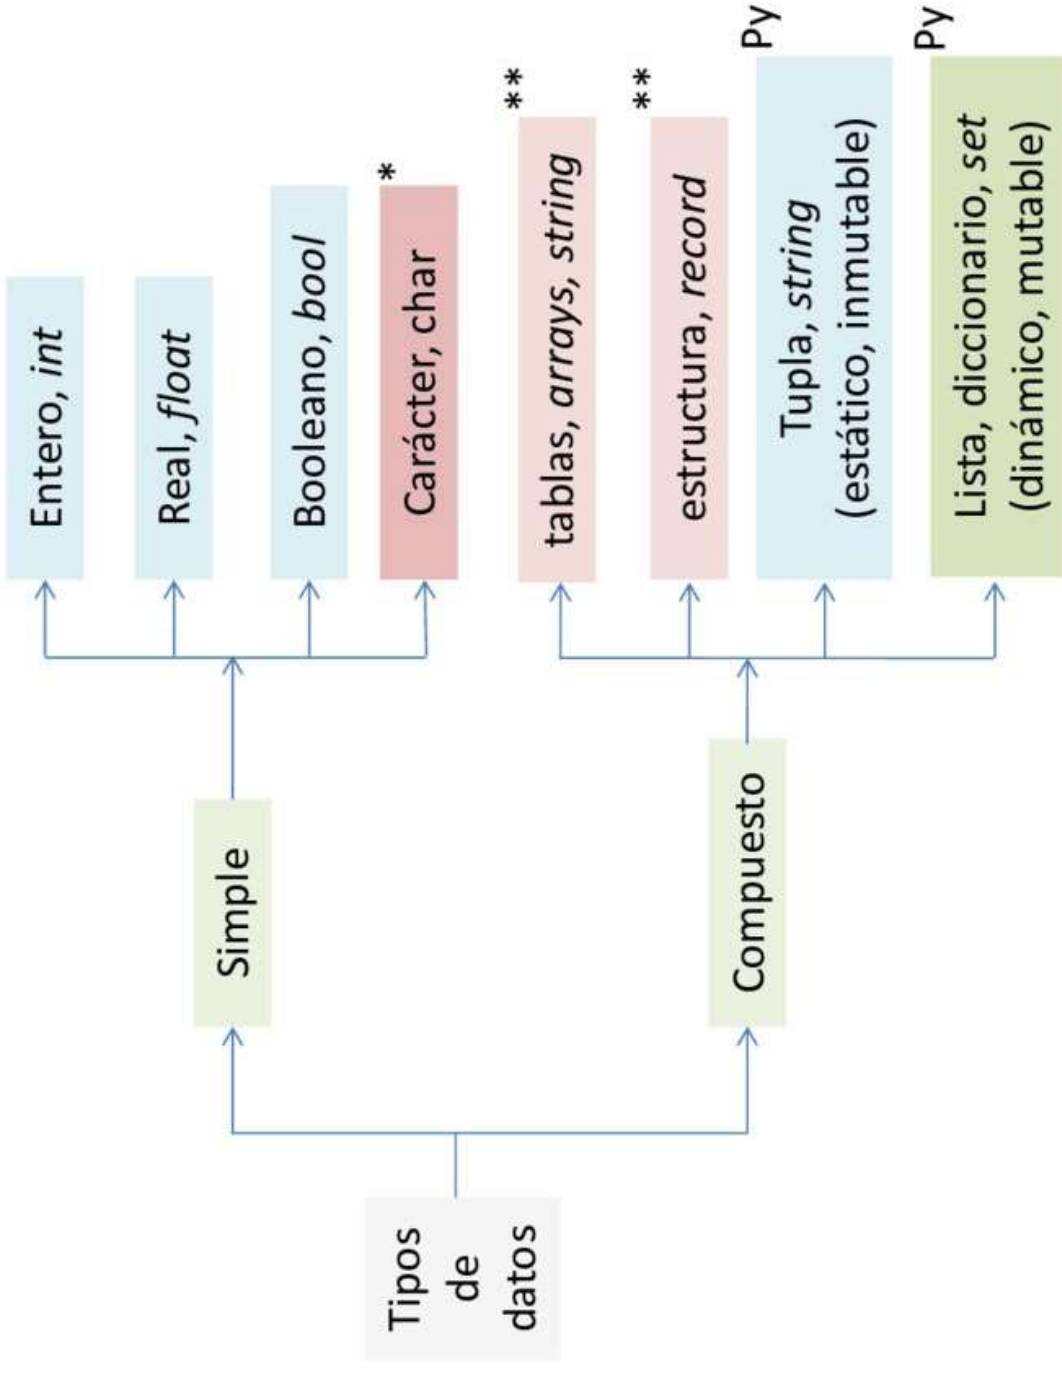 Tipos
de
datos
Simple
Entero, int
Real, float
Booleano, bool
Carácter, char
*
Compuesto
tablas, arrays, string
**
estructura, record
**
Tupla, string
(estático, inmutable)
Py
Lista, diccionario, set
(dinámico, mutable)
Py